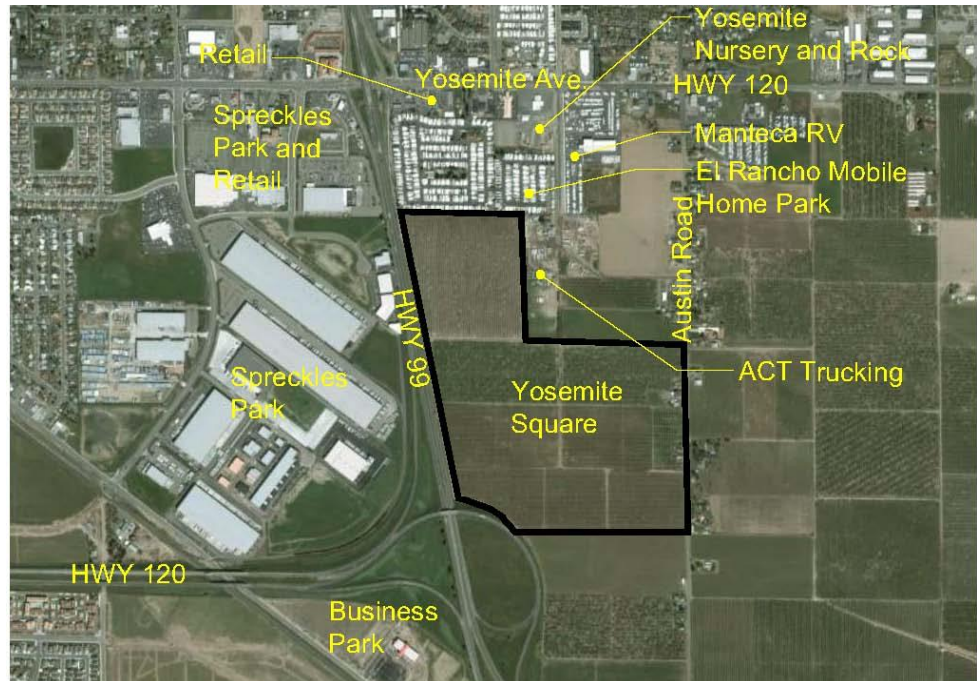 Yosemite
Nursery and Rock
Retail
Yosemite Ave.
HWY 120
Spreckles
Park and
Retail
Manteca RV
El Rancho Mobile
Home Park
Austin Road
HWY 99
Spreckles
Park
ACT Trucking
Yosemite
Square
HWY 120
Business
Park